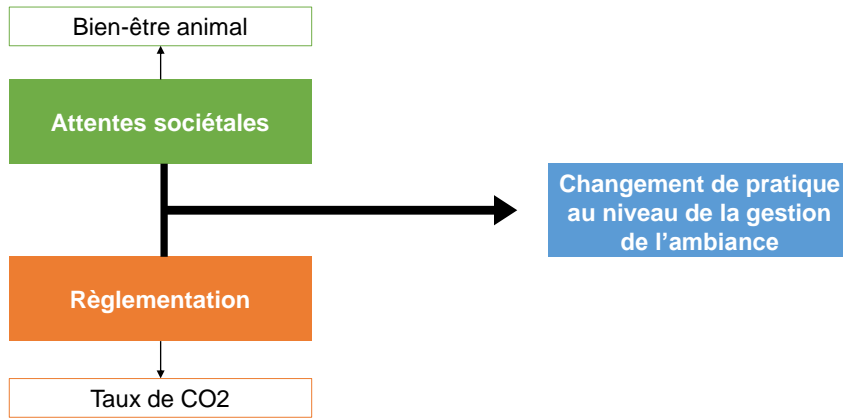 Bien-être animal
Attentes sociétales
Changement de pratique
au niveau de la gestion
de l’ambiance
Règlementation
Taux de CO2